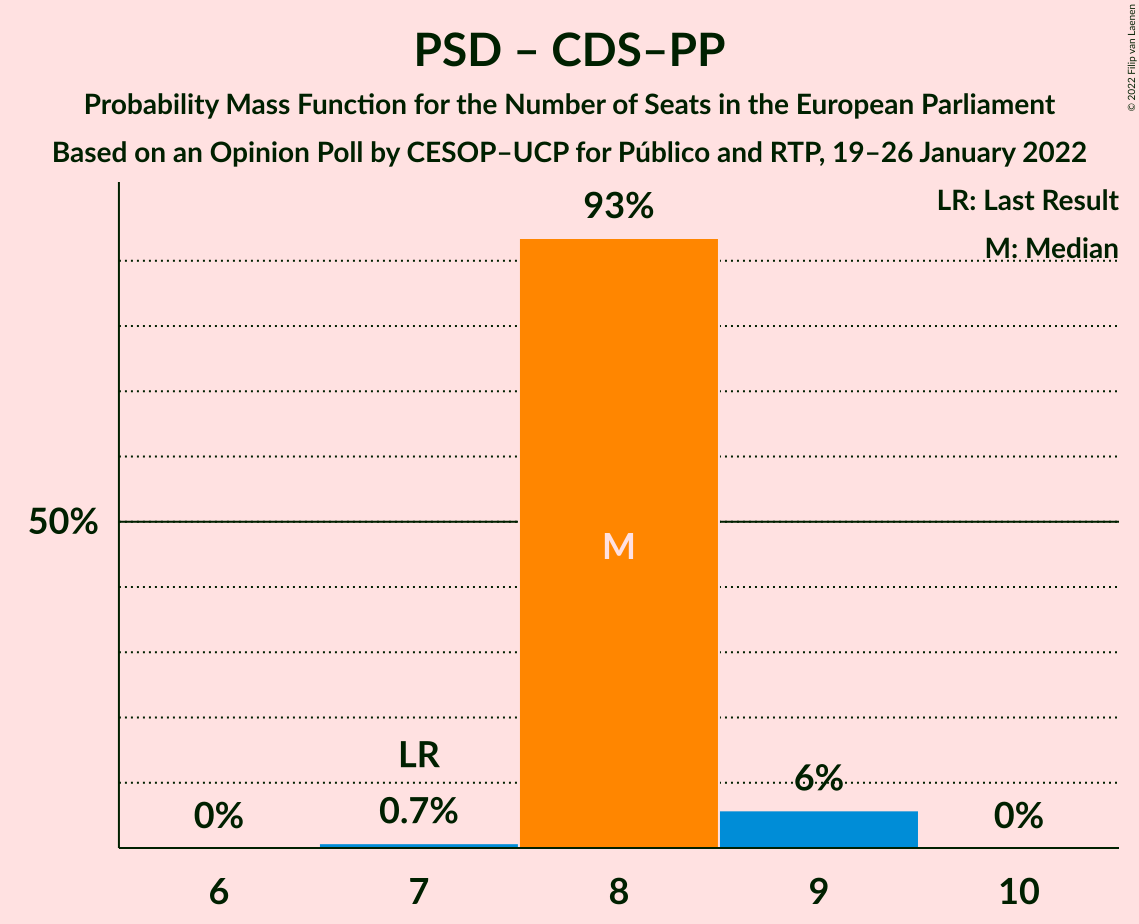 PSD – CDS–PP
Probability Mass Function for the Number of Seats in the European Parliament
Based on an Opinion Poll by CESOP–UCP for Público and RTP, 19–26 January 2022
© 2022 Filip van Laenen
LR: Last Result
M: Median
93%
50%
M
LR
0%
0.7%
6%
0%
6
7
8
9
10